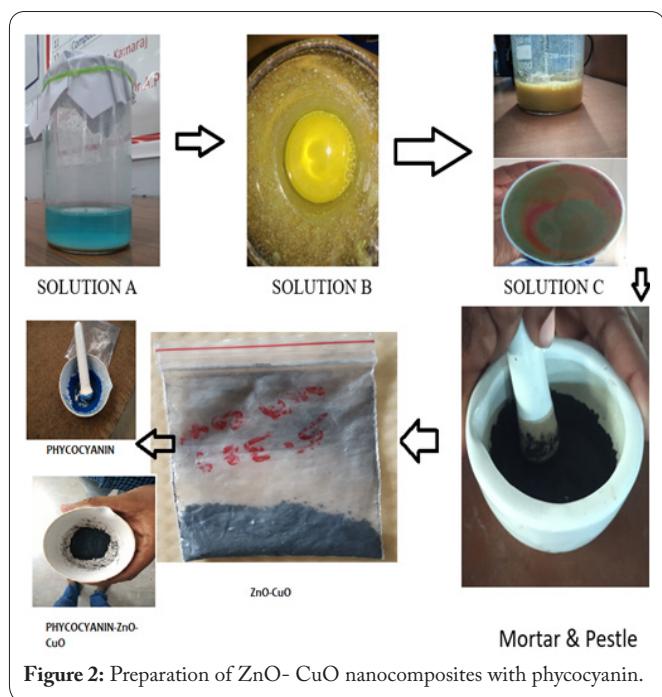 Kamaraj
SOLUTION A
SOLUTION B
SOLUTION C
PHYCOCYANIN
PHYCOCYANIN-ZnO-
CuO
ZnO-CuO
Mortar & Pestle
Figure 2: Preparation of ZnO- CuO nanocomposites with phycocyanin.